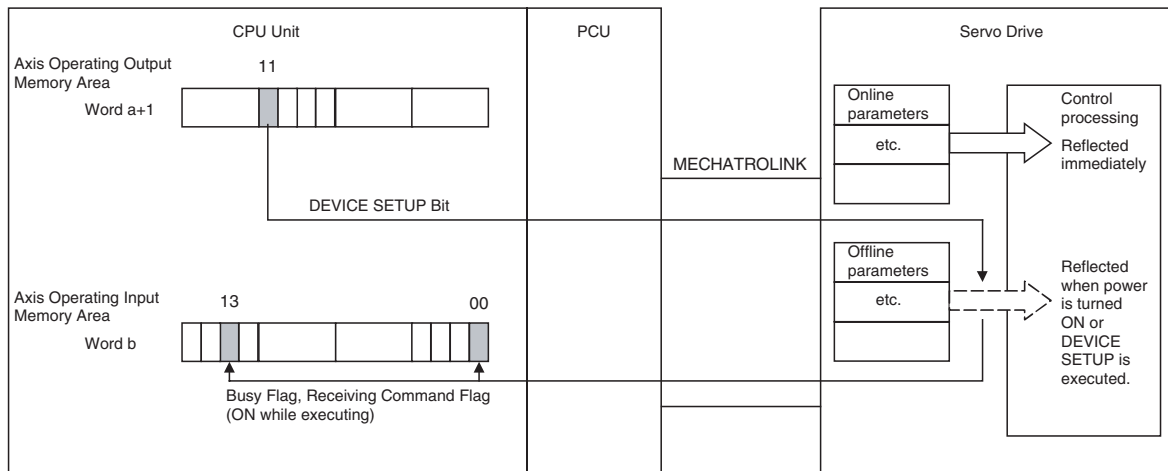 CPU Unit
PCU
Servo Drive
Axis Operating Output
Memory Area
11
Word a+1
Online
parameters
etc.
Control
processing
Reflected
immediately
MECHATROLINK
DEVICE SETUP Bit
Offline
parameters
etc.
Reflected
when power
is turned
ON or
DEVICE
SETUP is
executed.
Axis Operating Input
Memory Area
13
00
Word b
Busy Flag, Receiving Command Flag
(ON while executing)